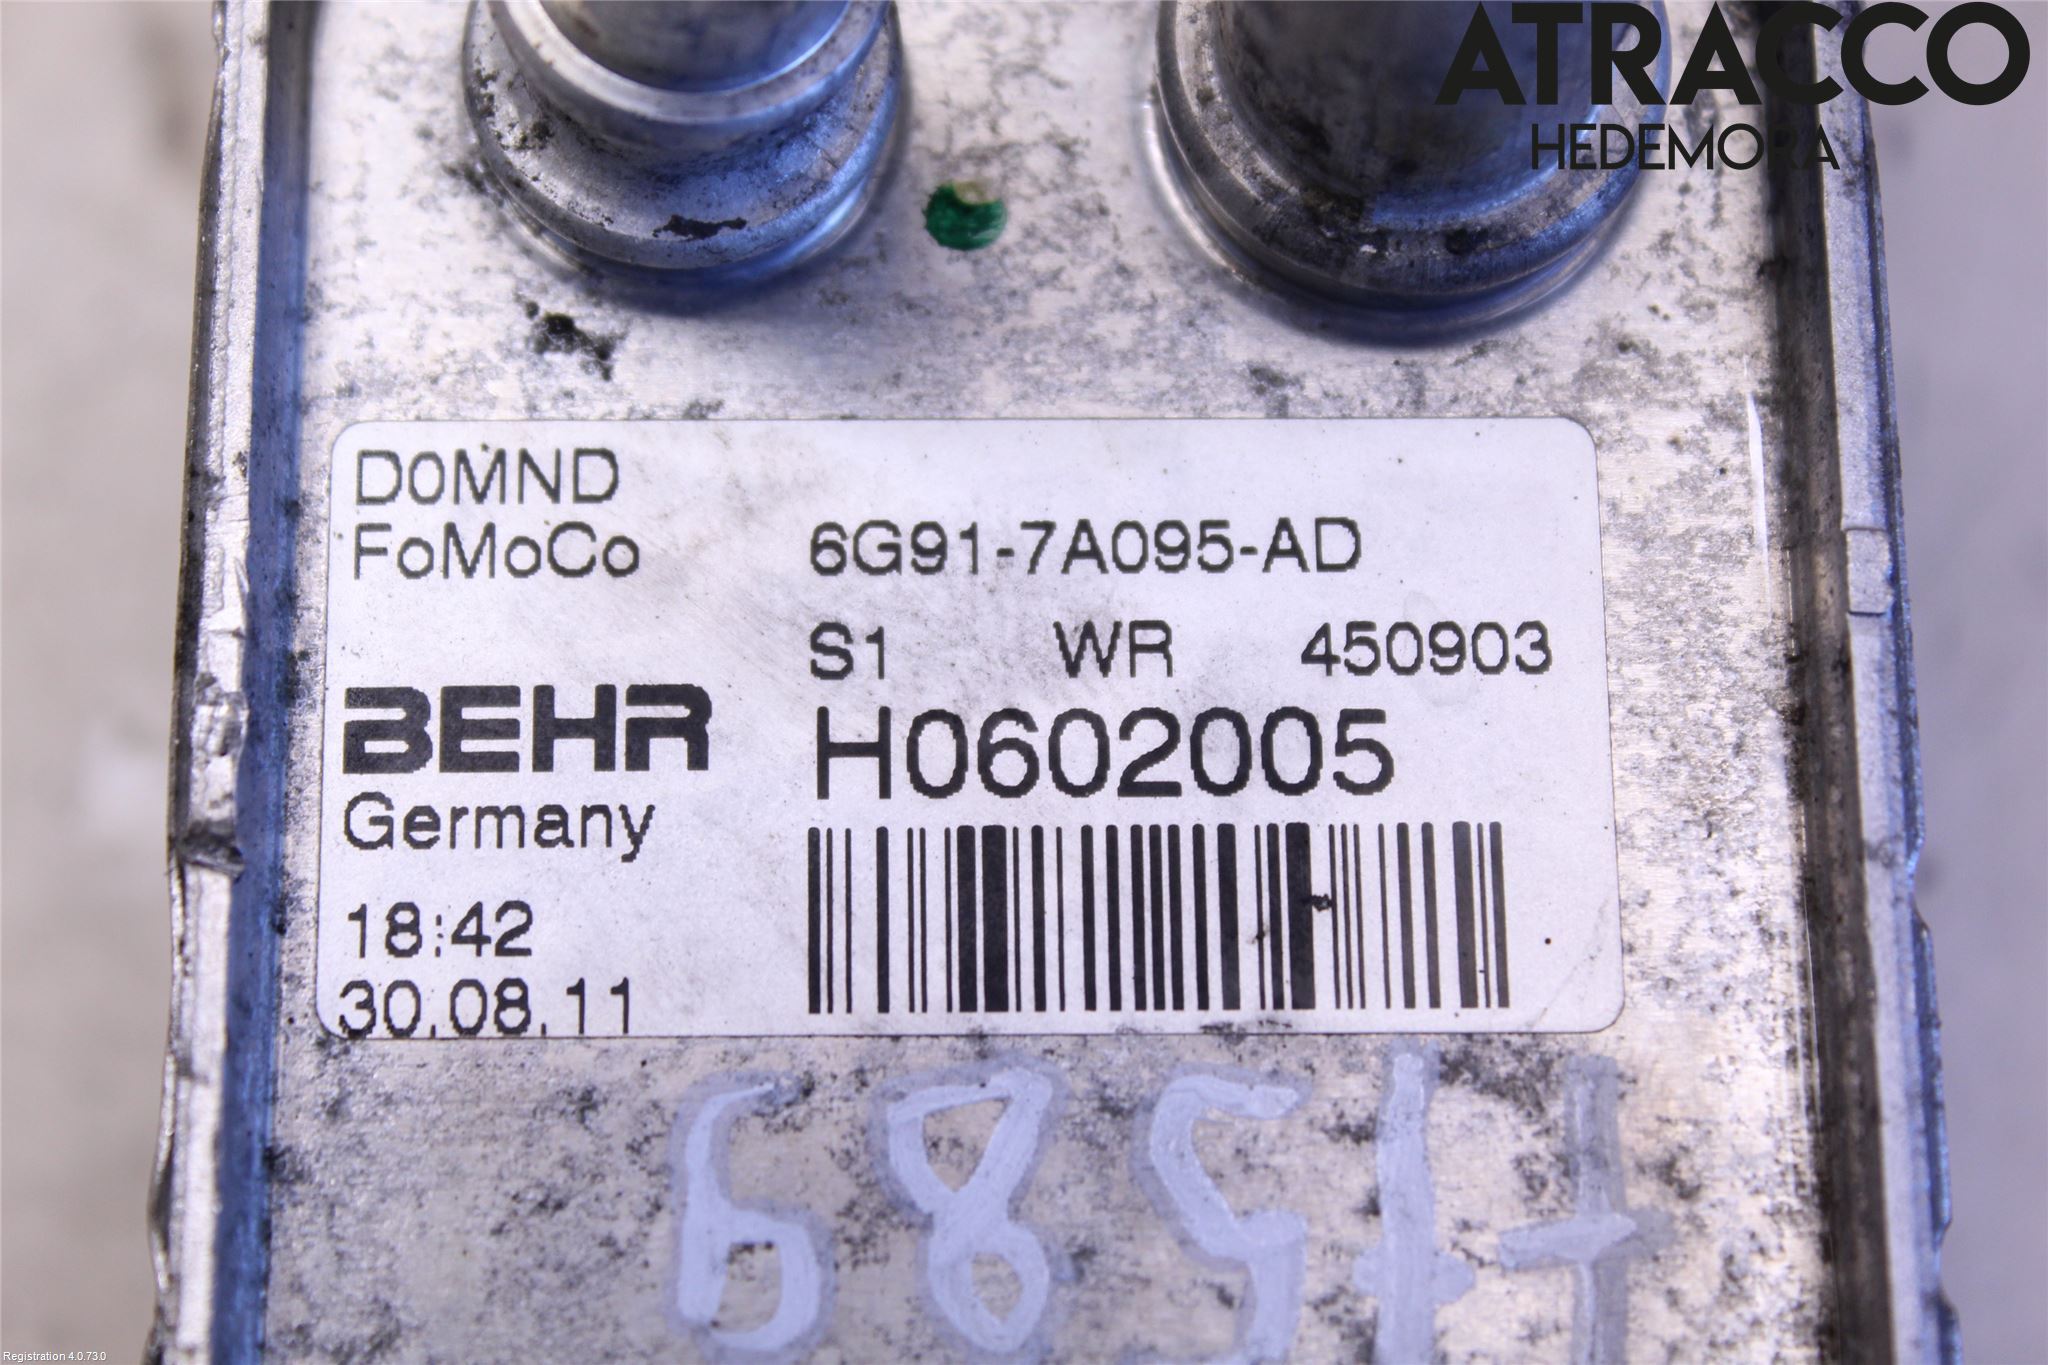 ATRACCO
HEDEMORA
D0MND
FoMoCo 6G91-7A095-AD
S1 WR 450903
BEHR H0602005
Germany
18:42
30.08.11
Registration 4.0.73.0